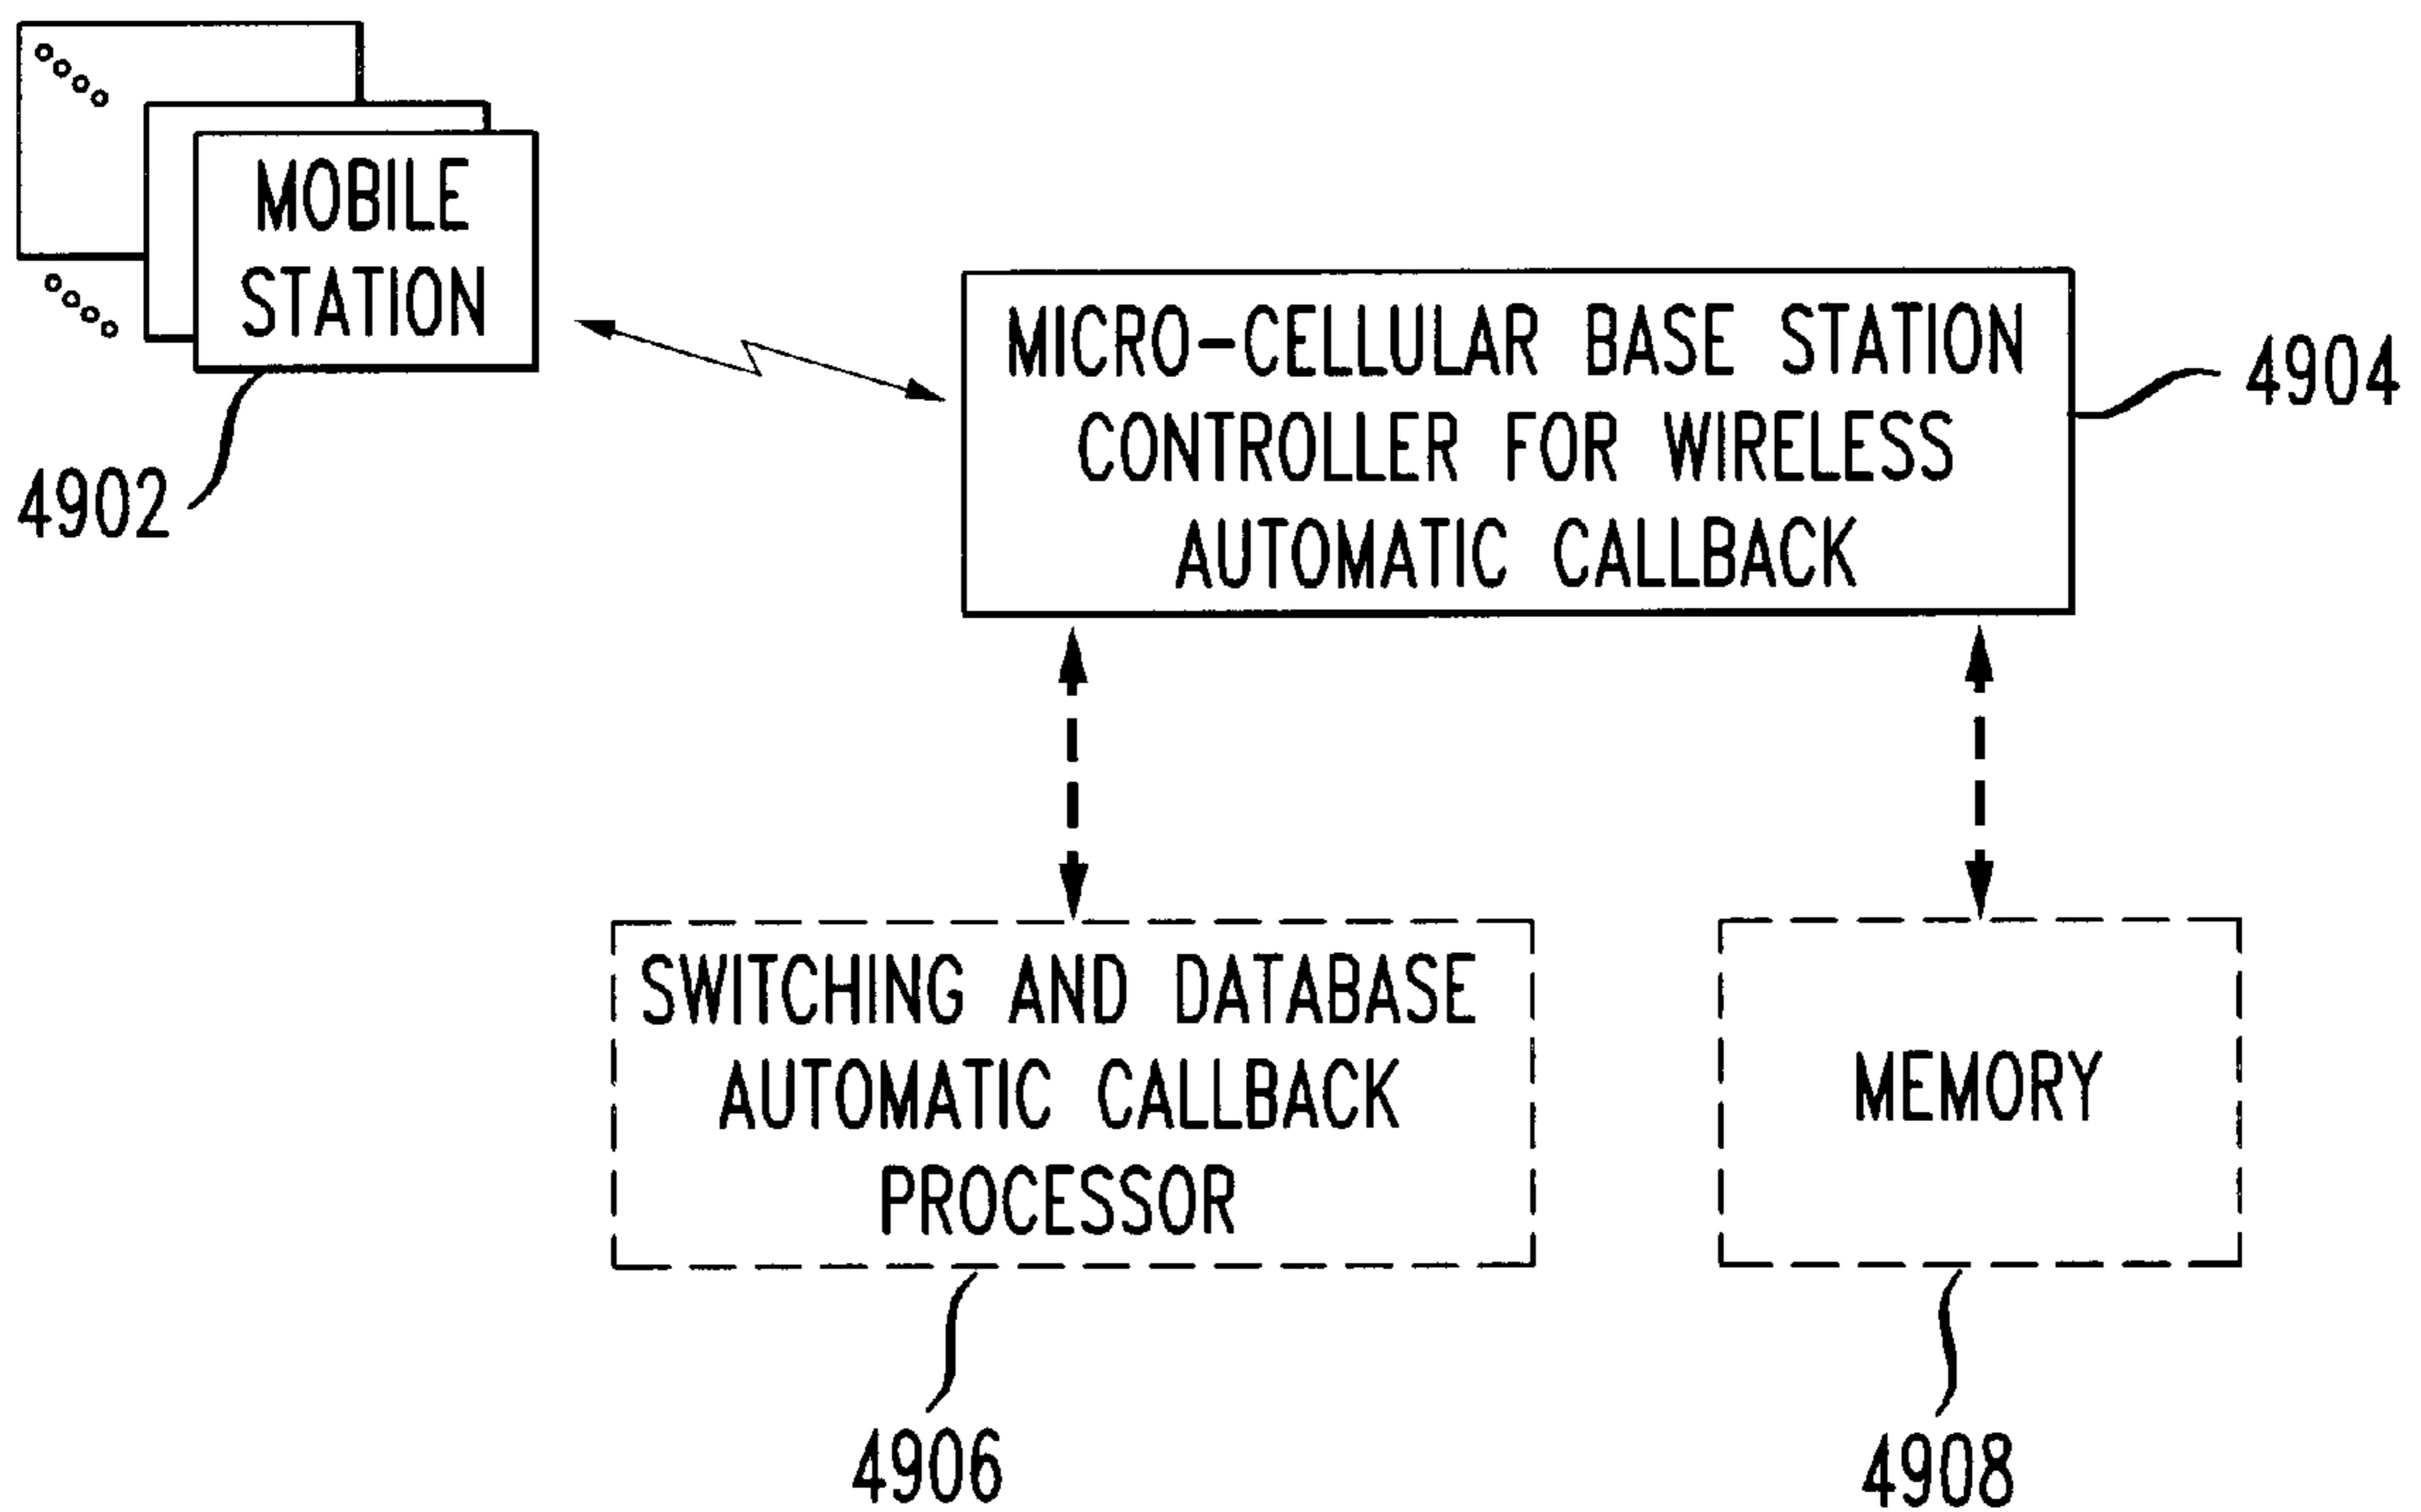 MOBILE
STATION
4902
MICRO-CELLULAR BASE STATION
CONTROLLER FOR WIRELESS
AUTOMATIC CALLBACK
4904
SWITCHING AND DATABASE
AUTOMATIC CALLBACK
PROCESSOR
4906
MEMORY
4908